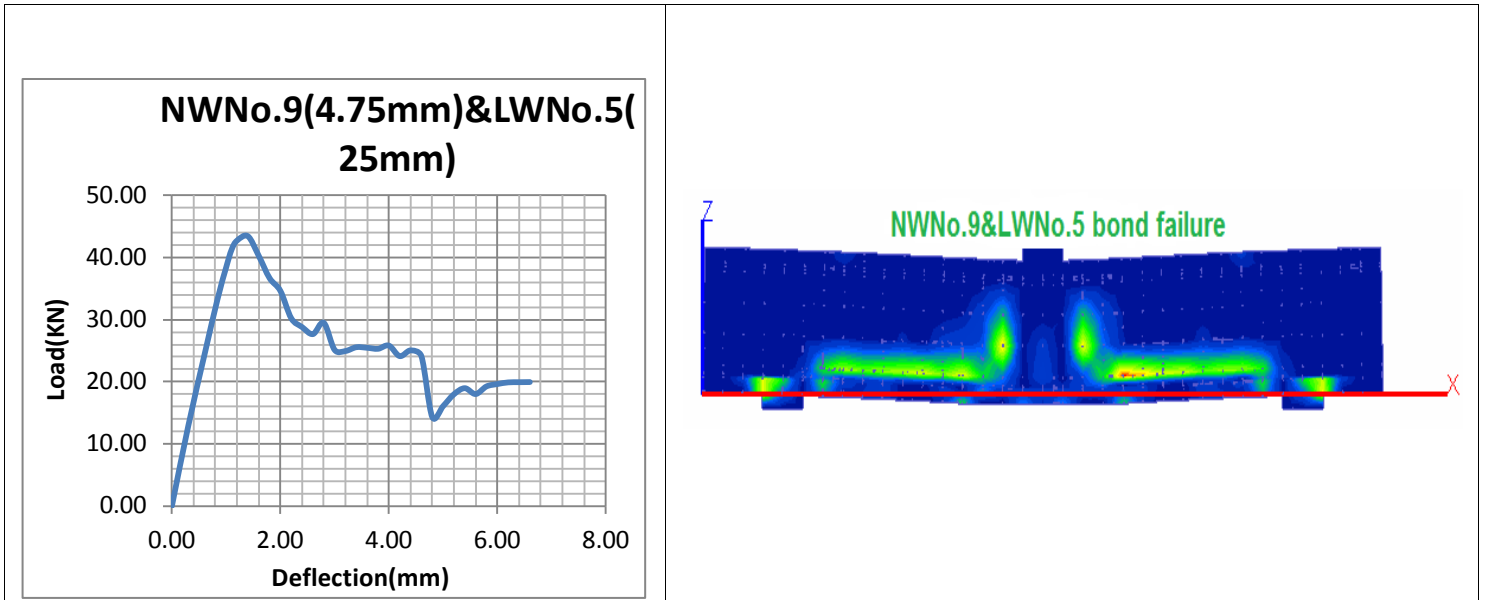 NWNo.9(4.75mm)&LWNo.5(
25mm)
50.00
40.00
30.00
20.00
10.00
0.00
Load(KN)
0.00 2.00 4.00 6.00 8.00
Deflection(mm)
Z
NWNo.9&LWNo.5 bond failure
X